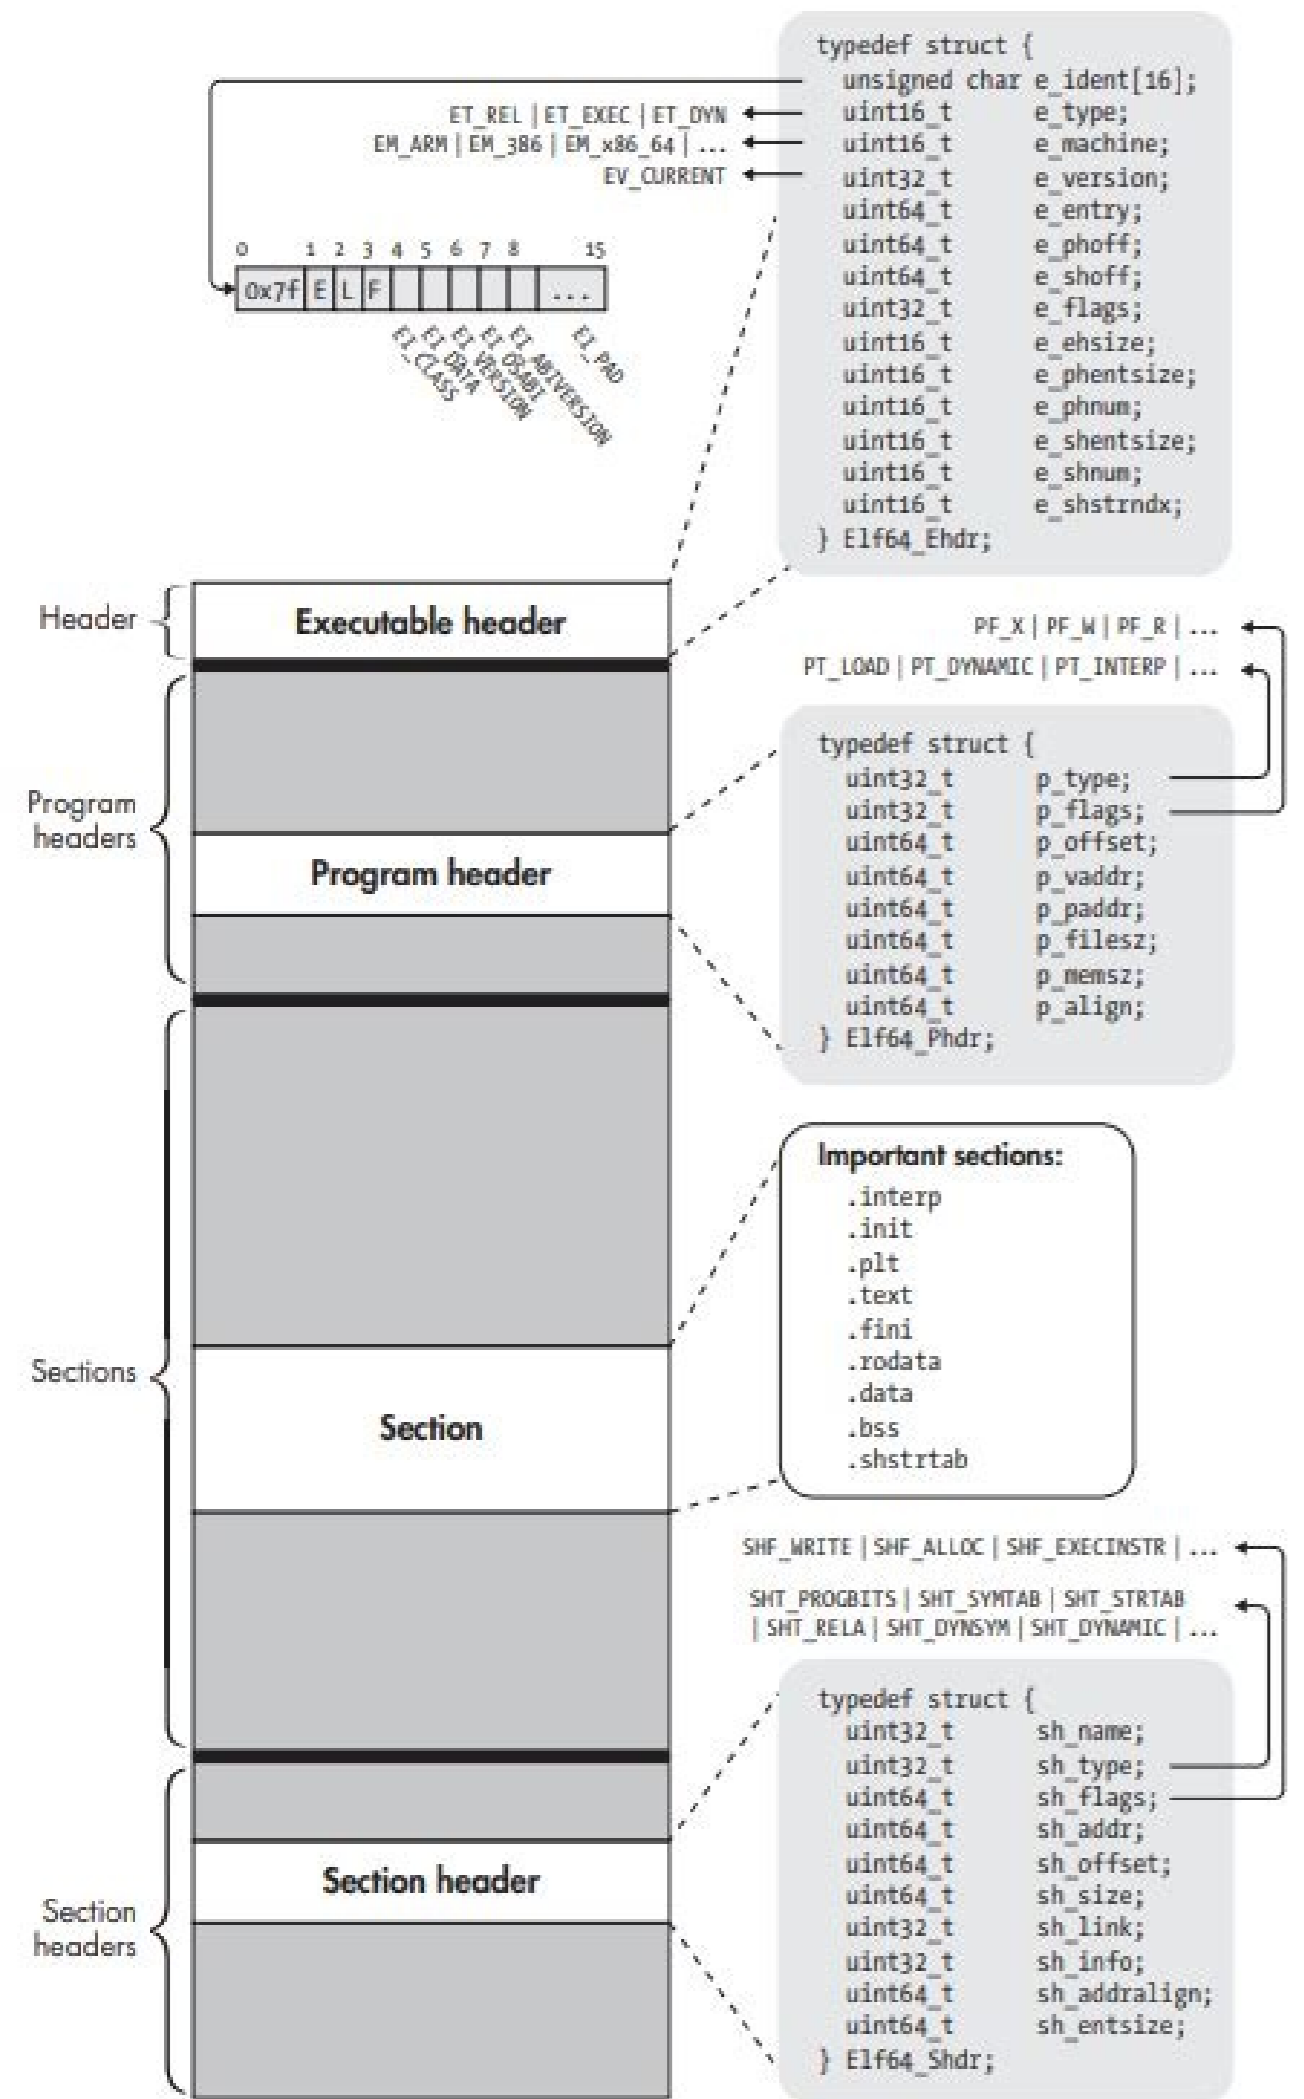 typedef struct {
unsigned char e_ident[16];
uint16_t e_type;
uint16_t e_machine;
uint32_t e_version;
uint64_t e_entry;
uint64_t e_phoff;
uint64_t e_shoff;
uint32_t e_flags;
uint16_t e_ehsize;
uint16_t e_phentsize;
uint16_t e_phnum;
uint16_t e_shentsize;
uint16_t e_shnum;
uint16_t e_shstrndx;
} Elf64_Ehdr;
ET_REL | ET_EXEC | ET_DYN
EM_ARM | EM_386 | EM_x86_64 | ...
EV_CURRENT
0 1 2 3 4 5 6 7 8 15
0x7f E L F ...
EI_CLASS
EI_DATA
EI_VERSION
EI_OSABI
EI_ABIVERSION
EI_PAD
Header
Executable header
PF_X | PF_W | PF_R | ...
PT_LOAD | PT_DYNAMIC | PT_INTERP | ...
typedef struct {
uint32_t p_type;
uint32_t p_flags;
uint64_t p_offset;
uint64_t p_vaddr;
uint64_t p_paddr;
uint64_t p_filesz;
uint64_t p_memsz;
uint64_t p_align;
} Elf64_Phdr;
Program
headers
Program header
Important sections:
.interp
.init
.plt
.text
.fini
.rodata
.data
.bss
.shstrtab
Sections
Section
SHF_WRITE | SHF_ALLOC | SHF_EXECINSTR | ...
SHT_PROGBITS | SHT_SYMTAB | SHT_STRTAB
| SHT_RELA | SHT_DYNSYM | SHT_DYNAMIC | ...
typedef struct {
uint32_t sh_name;
uint32_t sh_type;
uint64_t sh_flags;
uint64_t sh_addr;
uint64_t sh_offset;
uint64_t sh_size;
uint32_t sh_link;
uint32_t sh_info;
uint64_t sh_addralign;
uint64_t sh_entsize;
} Elf64_Shdr;
Section
headers
Section header